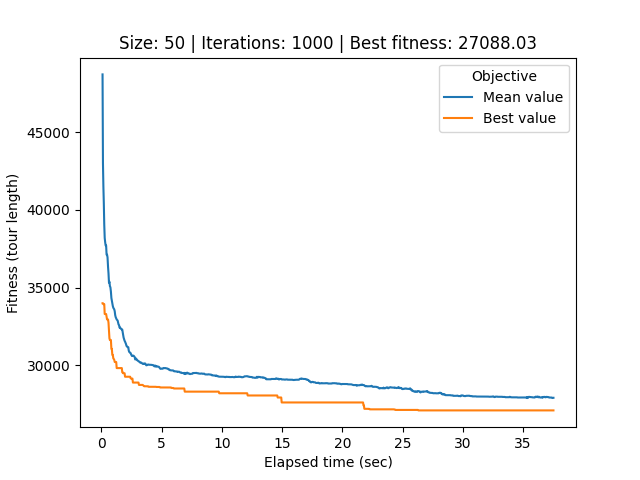 Size: 50 | Iterations: 1000 | Best fitness: 27088.03
Objective
Mean value
Best value
45000
40000
35000
30000
Fitness (tour length)
0 5 10 15 20 25 30 35
Elapsed time (sec)